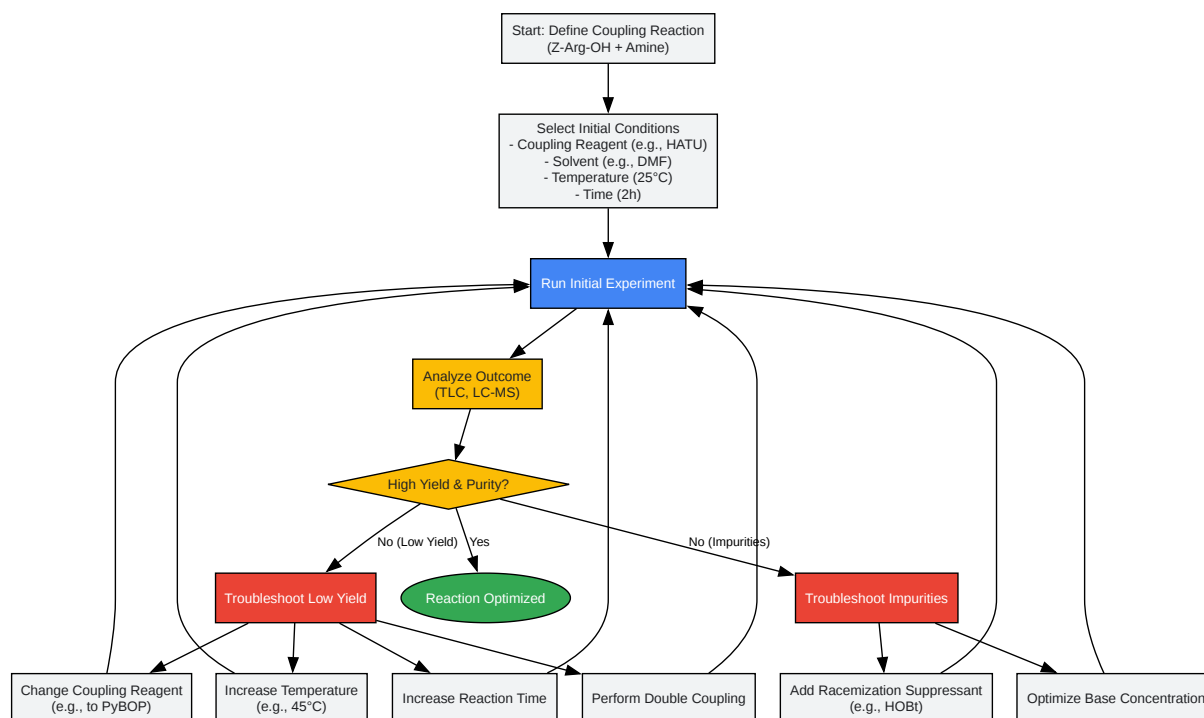 Start: Define Coupling Reaction
(Z-Arg-OH + Amine)
Select Initial Conditions
- Coupling Reagent (e.g., HATU)
- Solvent (e.g., DMF)
- Temperature (25°C)
- Time (2h)
Run Initial Experiment
Analyze Outcome
(TLC, LC-MS)
High Yield & Purity?
No (Low Yield)
Yes
No (Impurities)
Troubleshoot Low Yield
Reaction Optimized
Troubleshoot Impurities
Change Coupling Reagent
(e.g., to PyBOP)
Increase Temperature
(e.g., 45°C)
Increase Reaction Time
Perform Double Coupling
Add Racemization Suppressant
(e.g., HOBt)
Optimize Base Concentration